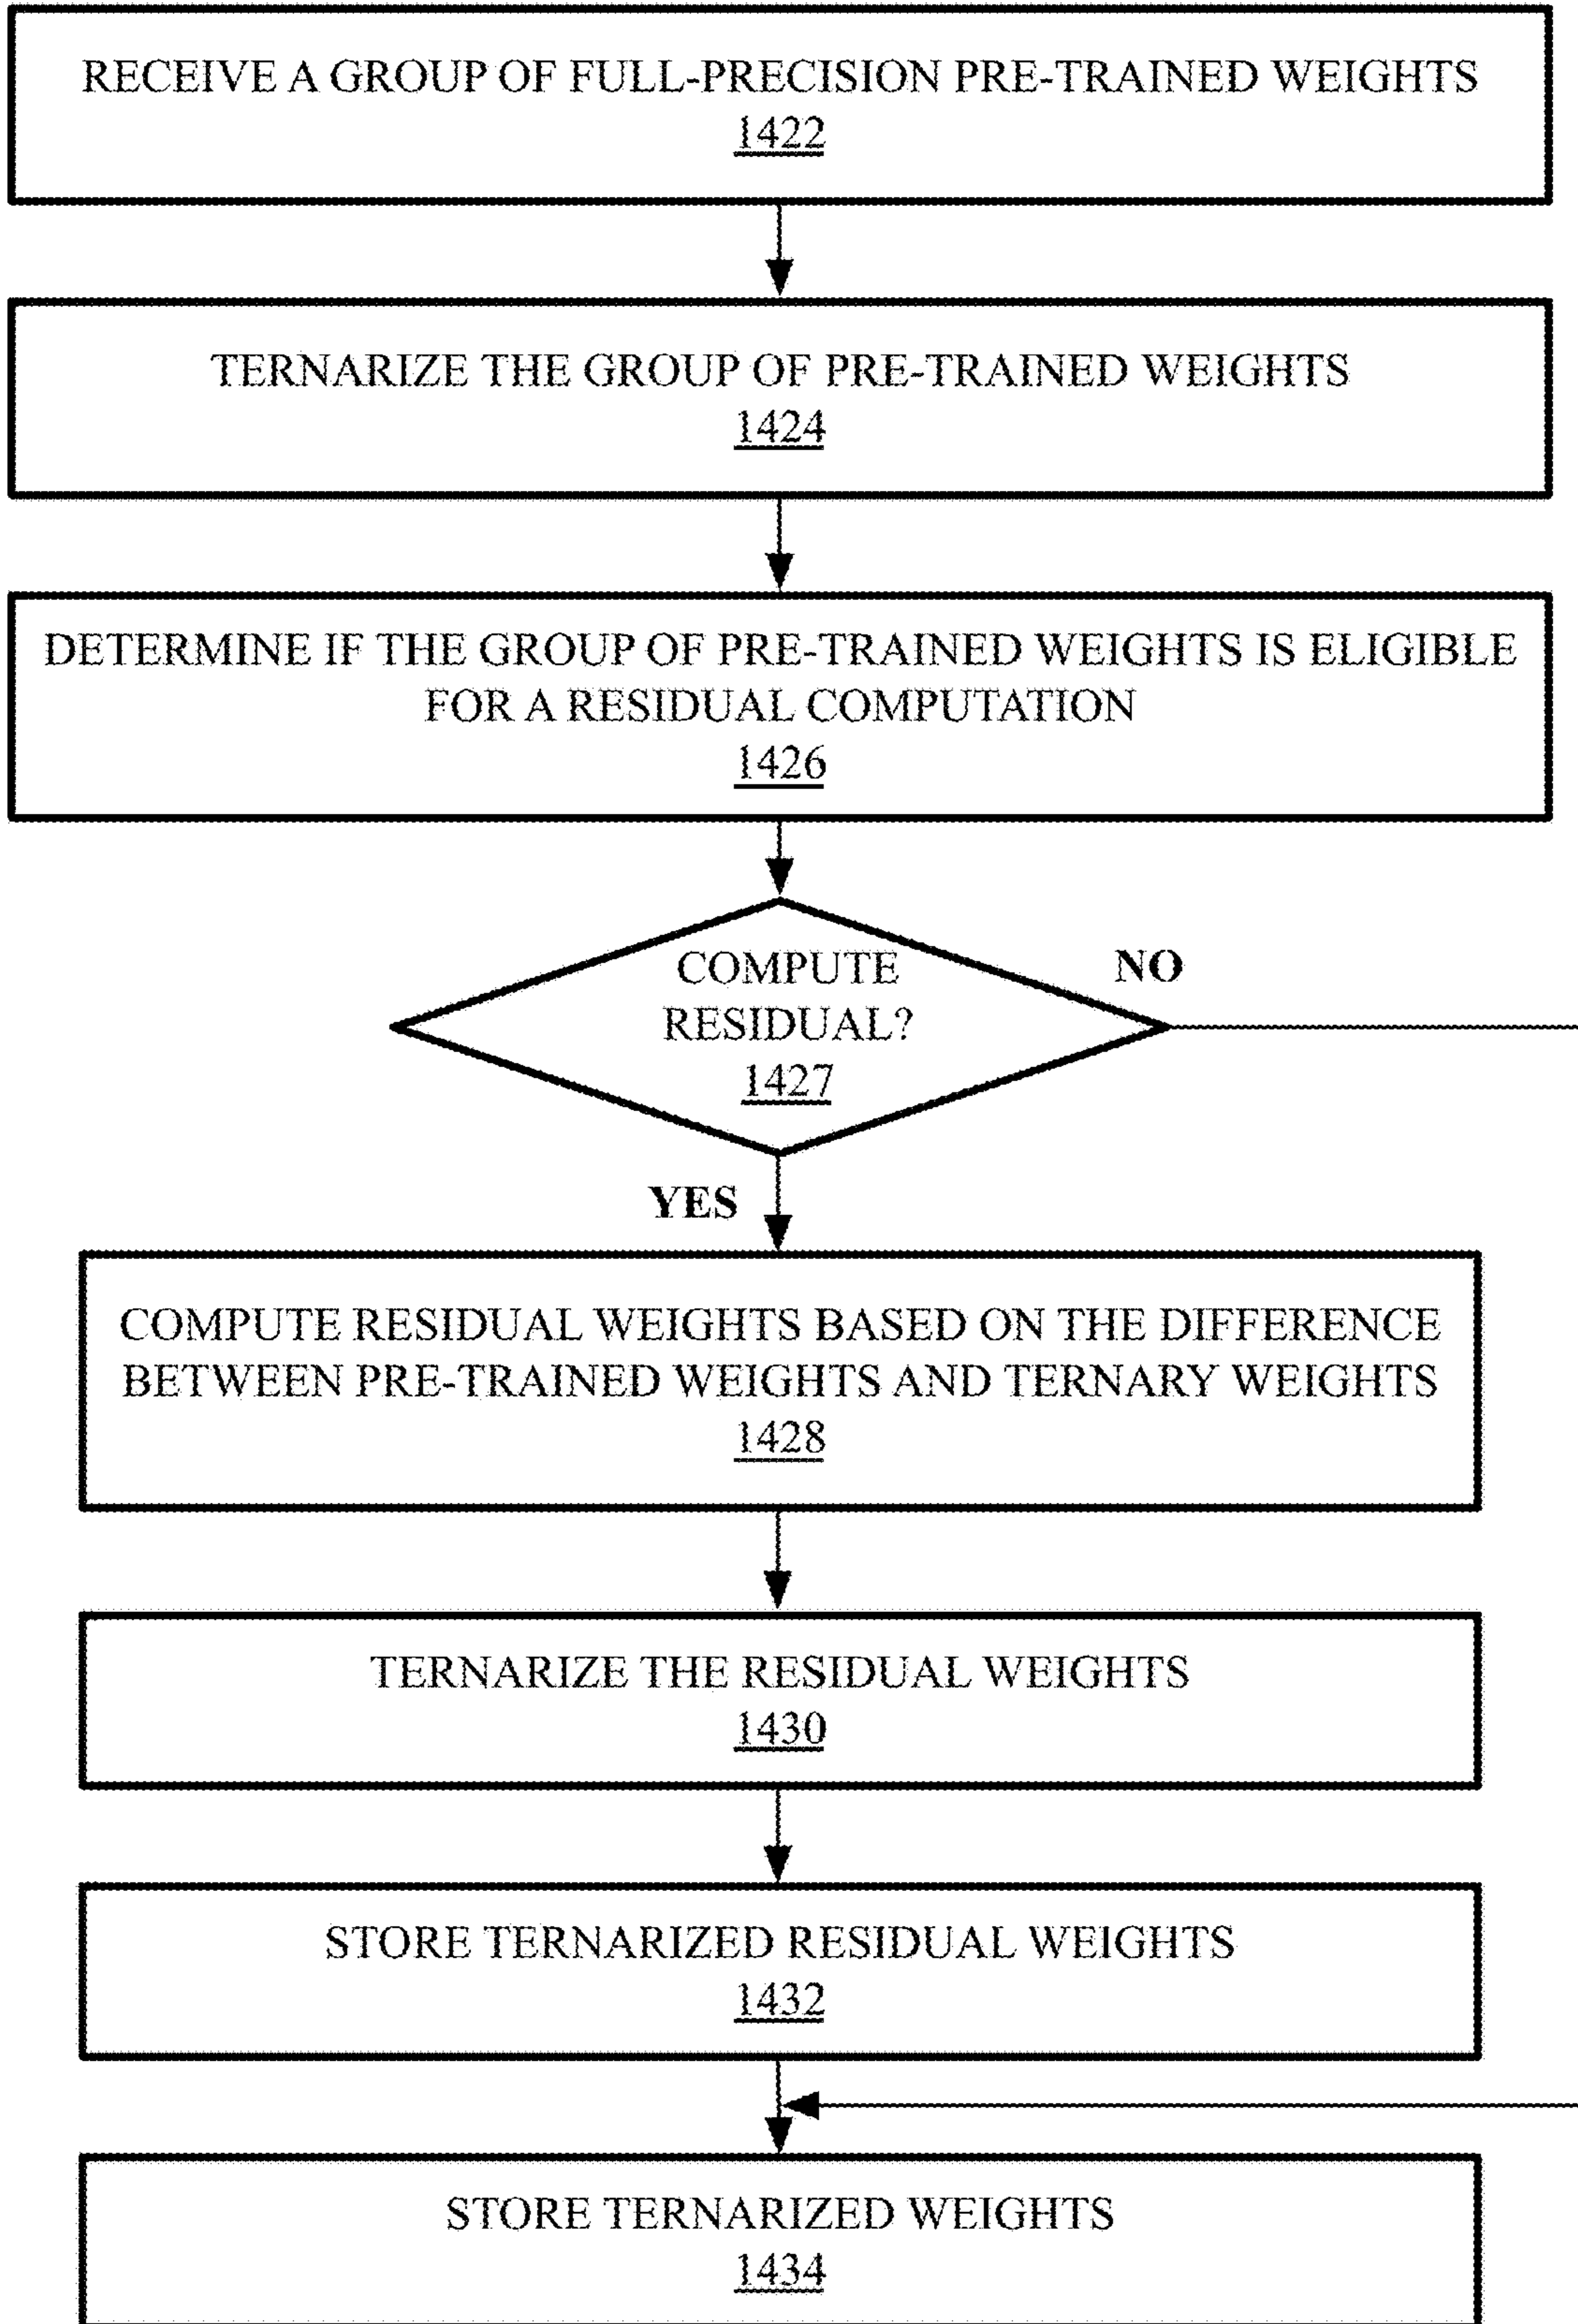 RECEIVE A GROUP OF FULL-PRECISION PRE-TRAINED WEIGHTS
1422
TERNARIZE THE GROUP OF PRE-TRAINED WEIGHTS
1424
DETERMINE IF THE GROUP OF PRE-TRAINED WEIGHTS IS ELIGIBLE
FOR A RESIDUAL COMPUTATION
1426
COMPUTE
RESIDUAL?
1427
NO
YES
COMPUTE RESIDUAL WEIGHTS BASED ON THE DIFFERENCE
BETWEEN PRE-TRAINED WEIGHTS AND TERNARY WEIGHTS
1428
TERNARIZE THE RESIDUAL WEIGHTS
1430
STORE TERNARIZED RESIDUAL WEIGHTS
1432
STORE TERNARIZED WEIGHTS
1434